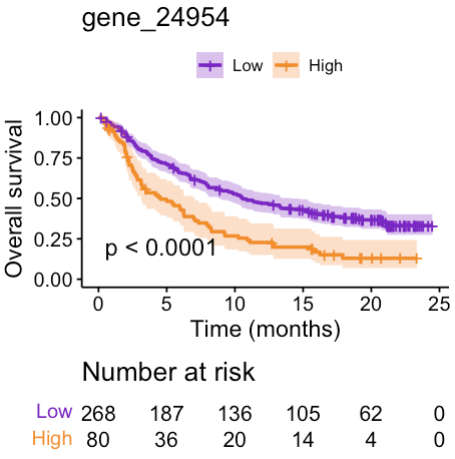 gene_24954
Low High
Overall survival
1.00
0.75
0.50
0.25
0.00
p < 0.0001
0 5 10 15 20 25
Time (months)
Number at risk
Low 268 187 136 105 62 0
High 80 36 20 14 4 0